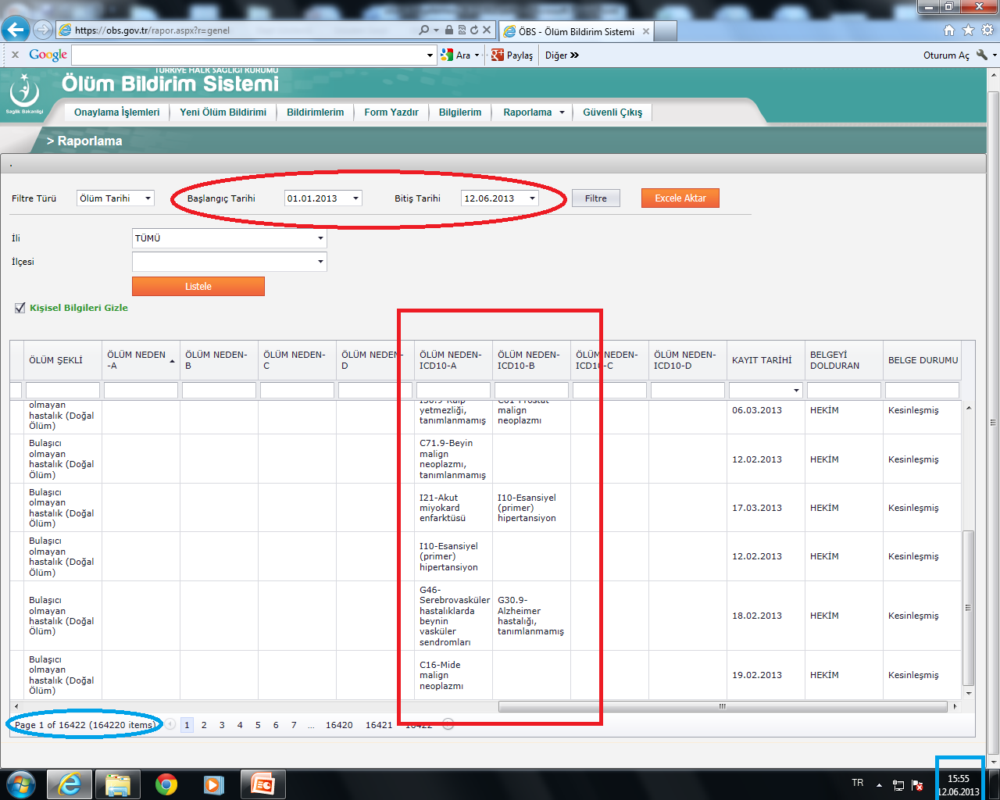 https://obs.gov.tr/rapor.aspx?r=genel
ÖBS - Ölüm Bildirim Sistemi
Google
Ara
Paylaş
Diğer »
Oturum Aç
TÜRKİYE HALK SAĞLIĞI KURUMU
Ölüm Bildirim Sistemi
Saglik Bakanligi
Onaylama İşlemleri
Yeni Ölüm Bildirimi
Bildirimlerim
Form Yazdır
Bilgilerim
Raporlama
Güvenli Çıkış
> Raporlama
.
Filtre Türü
Ölüm Tarihi
Başlangıç Tarihi
01.01.2013
Bitiş Tarihi
12.06.2013
Filtre
Excele Aktar
İli
TÜMÜ
İlçesi
Listele
Kişisel Bilgileri Gizle
ÖLÜM ŞEKLİ
ÖLÜM NEDEN
-A
ÖLÜM NEDEN-
B
ÖLÜM NEDEN-
C
ÖLÜM NEDEN-
D
ÖLÜM NEDEN-
ICD10-A
ÖLÜM NEDEN-
ICD10-B
ÖLÜM NEDEN-
ICD10-C
ÖLÜM NEDEN-
ICD10-D
KAYIT TARİHİ
BELGEYİ
DOLDURAN
BELGE DURUMU
olmayan
hastalık (Doğal
Ölüm)
I50.9-Kalp
yetmezliği,
tanımlanmamış
C61-Prostat
malign
neoplazmı
06.03.2013
HEKİM
Kesinleşmiş
Bulaşıcı
olmayan
hastalık (Doğal
Ölüm)
C71.9-Beyin
malign
neoplazmı,
tanımlanmamış
12.02.2013
HEKİM
Kesinleşmiş
Bulaşıcı
olmayan
hastalık (Doğal
Ölüm)
I21-Akut
miyokard
enfarktüsü
I10-Esansiyel
(primer)
hipertansiyon
17.03.2013
HEKİM
Kesinleşmiş
Bulaşıcı
olmayan
hastalık (Doğal
Ölüm)
I10-Esansiyel
(primer)
hipertansiyon
12.02.2013
HEKİM
Kesinleşmiş
Bulaşıcı
olmayan
hastalık (Doğal
Ölüm)
G46-
Serebrovasküler
hastalıklarda
beynin
vasküler
sendromları
G30.9-
Alzheimer
hastalığı,
tanımlanmamış
18.02.2013
HEKİM
Kesinleşmiş
Bulaşıcı
olmayan
hastalık (Doğal
Ölüm)
C16-Mide
malign
neoplazmı
19.02.2013
HEKİM
Kesinleşmiş
Page 1 of 16422 (164220 items)
1 2 3 4 5 6 7 ... 16420 16421 16422
TR
15:55
12.06.2013